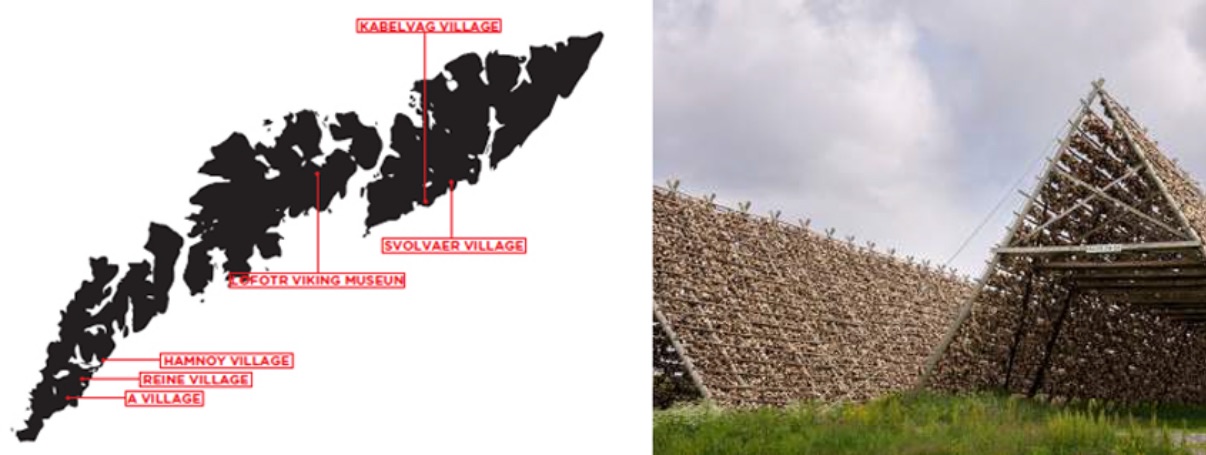 KABELVAG VILLAGE
SVOLVAER VILLAGE
LOFOTR VIKING MUSEUN
HAMNOY VILLAGE
REINE VILLAGE
A VILLAGE